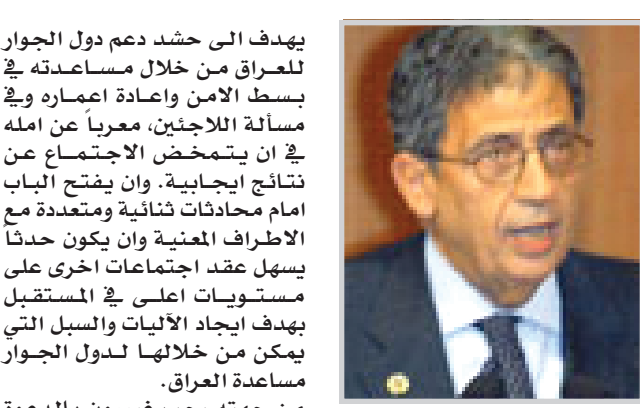 يهدف الى حشد دعم دول الجوار
للعراق من خلال مساعدته في
بسط الامن واعادة اعماره وفي
مسألة اللاجئين، معرباً عن امله
في ان يتمخض الاجتماع عن
نتائج ايجابية. وان يفتح الباب
امام محادثات ثنائية ومتعددة مع
الاطراف المعنية وان يكون حدثاً
يسهل عقد اجتماعات اخرى على
مستويات اعلى في المستقبل
بهدف ايجاد الآليات والسبل التي
يمكن من خلالها لدول الجوار
مساعدة العراق.